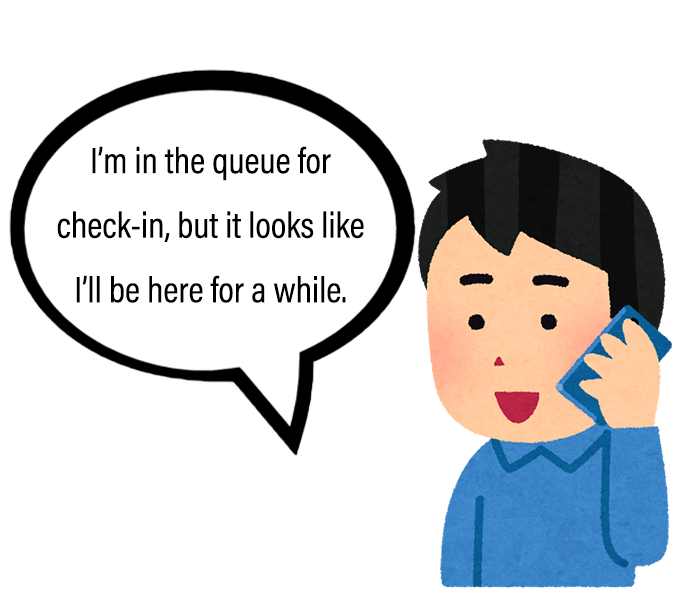 I’m in the queue for
check-in, but it looks like
I’ll be here for a while.